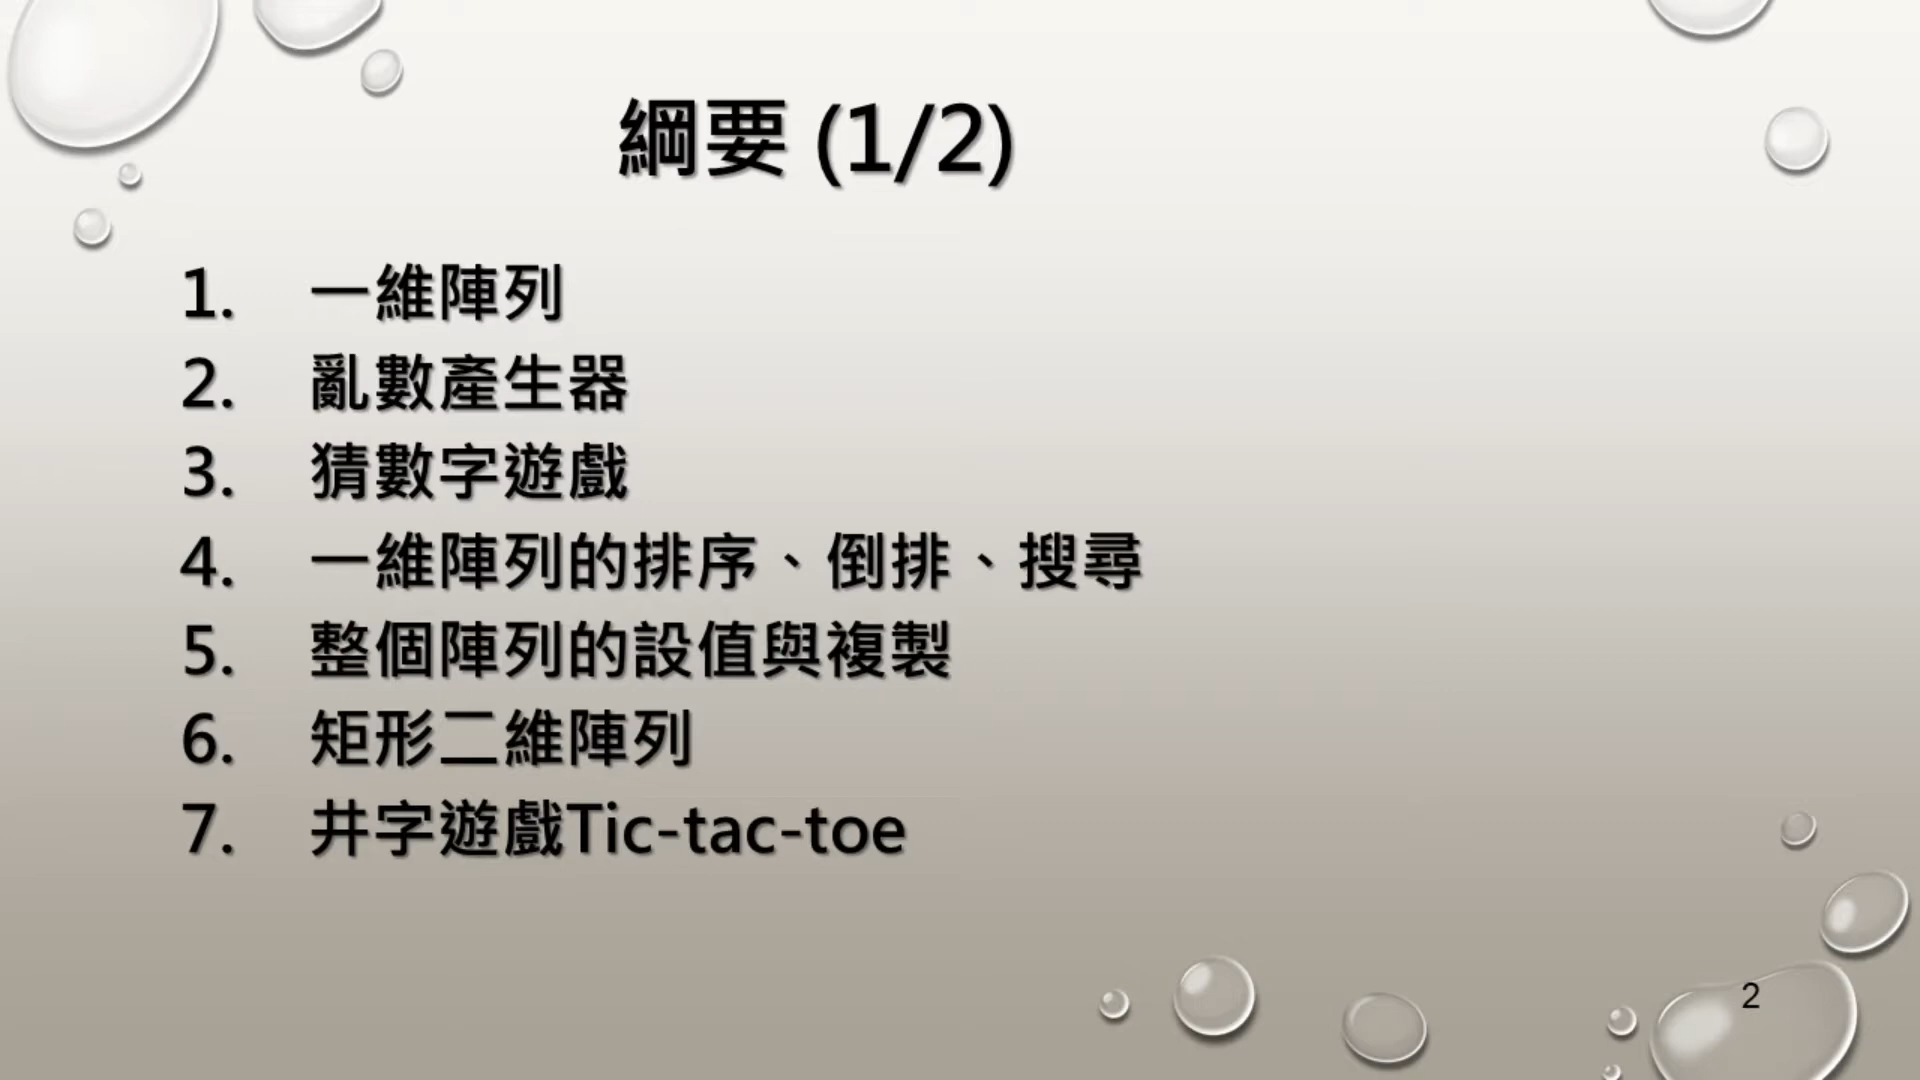 綱要 (1/2)
1. 一維陣列
2. 亂數產生器
3. 猜數字遊戲
4. 一維陣列的排序、倒排、搜尋
5. 整個陣列的設值與複製
6. 矩形二維陣列
7. 井字遊戲Tic-tac-toe
2